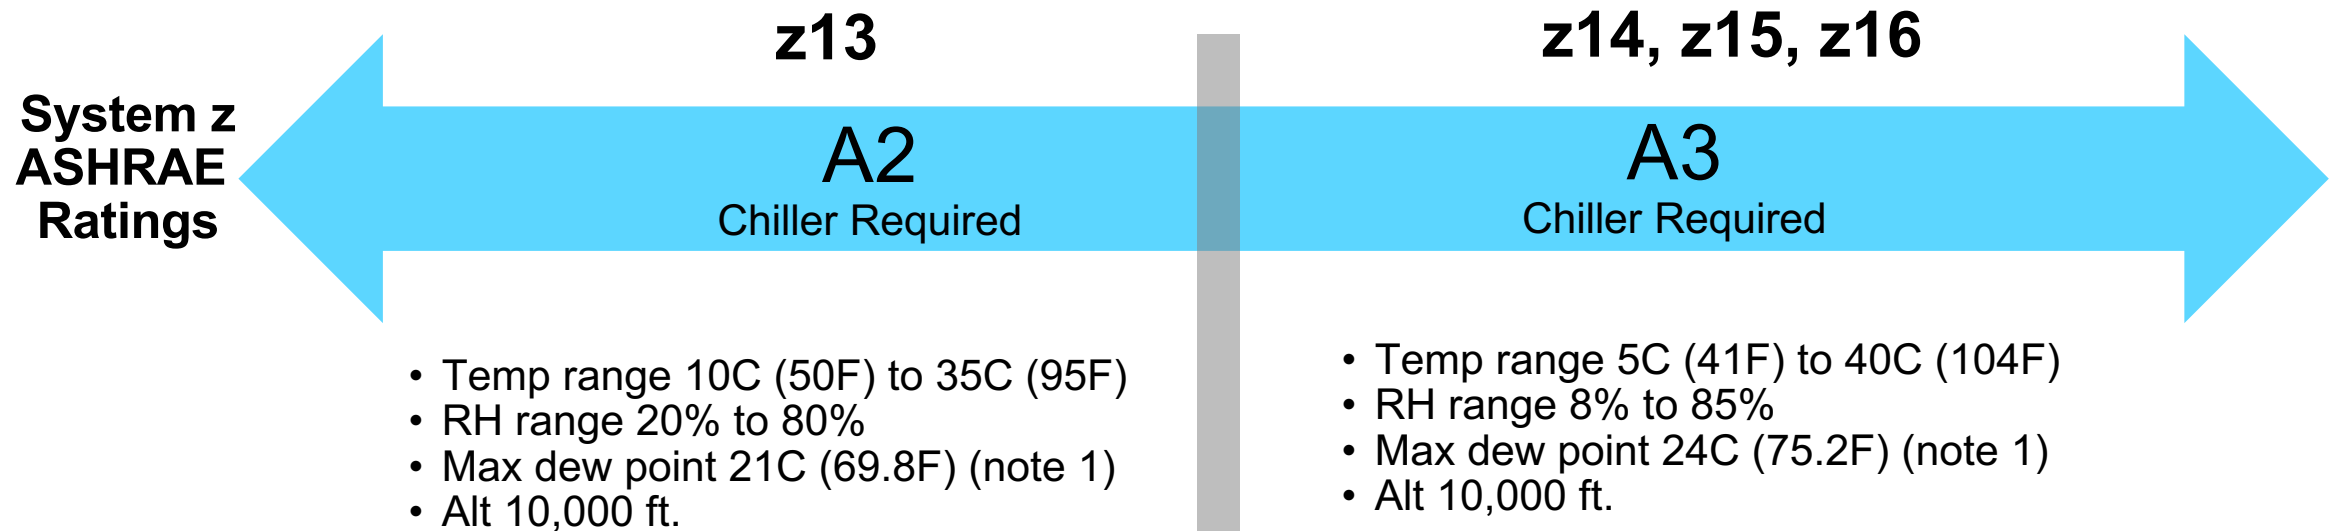 z13
z14, z15, z16
System z
ASHRAE
Ratings
A2
Chiller Required
A3
Chiller Required
• Temp range 10C (50F) to 35C (95F)
• RH range 20% to 80%
• Max dew point 21C (69.8F) (note 1)
• Alt 10,000 ft.
• Temp range 5C (41F) to 40C (104F)
• RH range 8% to 85%
• Max dew point 24C (75.2F) (note 1)
• Alt 10,000 ft.